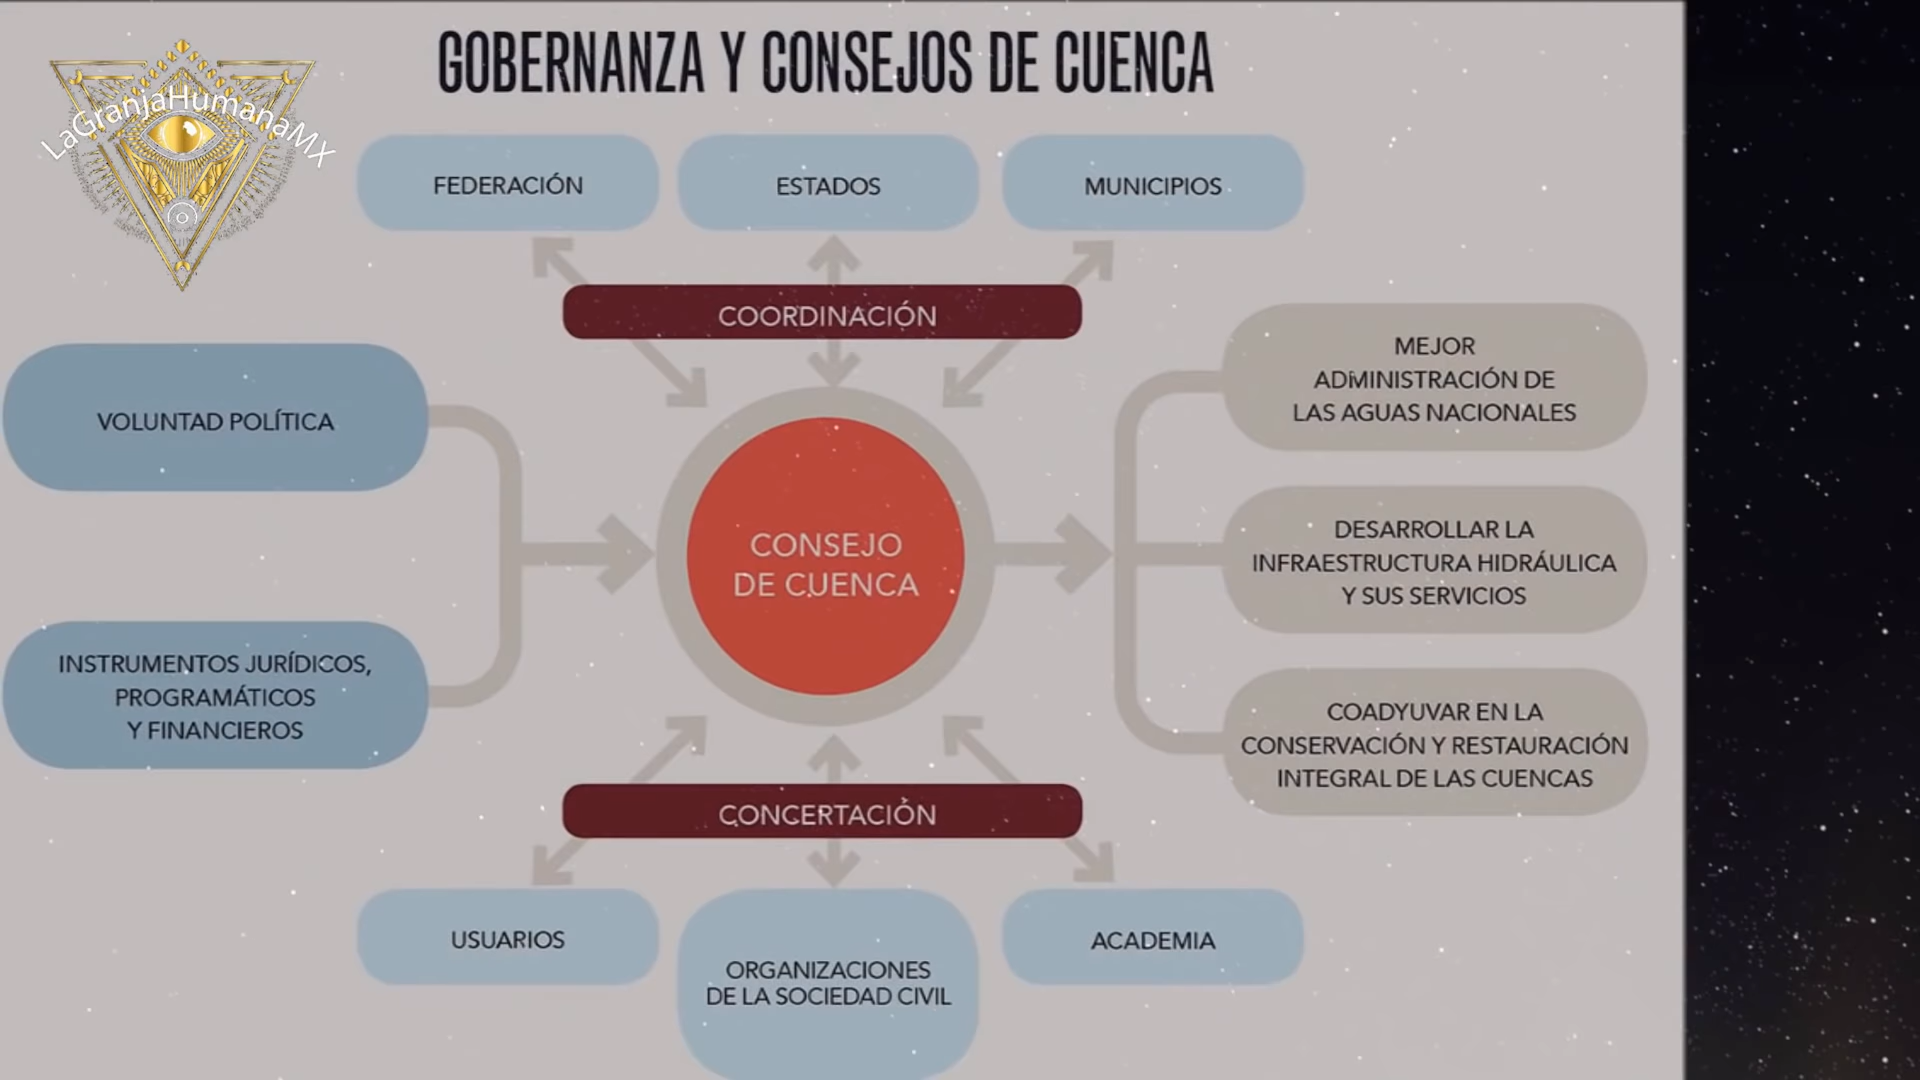 GOBERNANZA Y CONSEJOS DE CUENCA
LaGranjaHumanaMX
FEDERACIÓN
ESTADOS
MUNICIPIOS
COORDINACIÓN
VOLUNTAD POLÍTICA
INSTRUMENTOS JURÍDICOS,
PROGRAMÁTICOS
Y FINANCIEROS
CONSEJO
DE CUENCA
MEJOR
ADMINISTRACIÓN DE
LAS AGUAS NACIONALES
DESARROLLAR LA
INFRAESTRUCTURA HIDRÁULICA
Y SUS SERVICIOS
COADYUVAR EN LA
CONSERVACIÓN Y RESTAURACIÓN
INTEGRAL DE LAS CUENCAS
CONCERTACIÓN
USUARIOS
ORGANIZACIONES
DE LA SOCIEDAD CIVIL
ACADEMIA